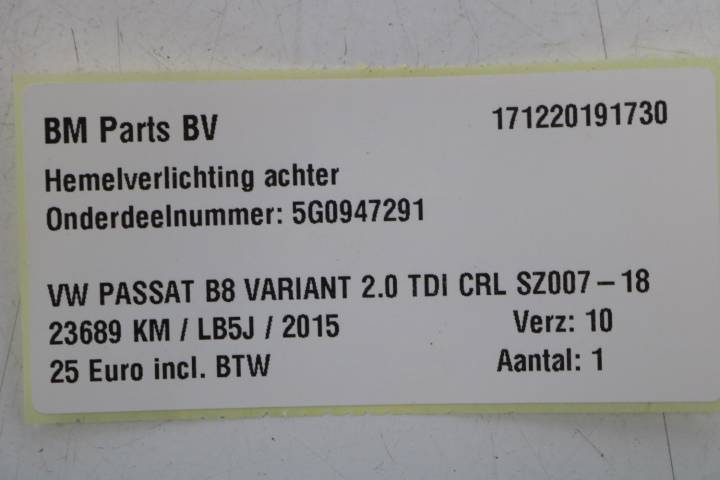 BM Parts BV 171220191730
Hemelverlichting achter
Onderdeelnummer: 5G0947291
VW PASSAT B8 VARIANT 2.0 TDI CRL SZ007-18
23689 KM / LB5J / 2015 Verz: 10
25 Euro incl. BTW Aantal: 1